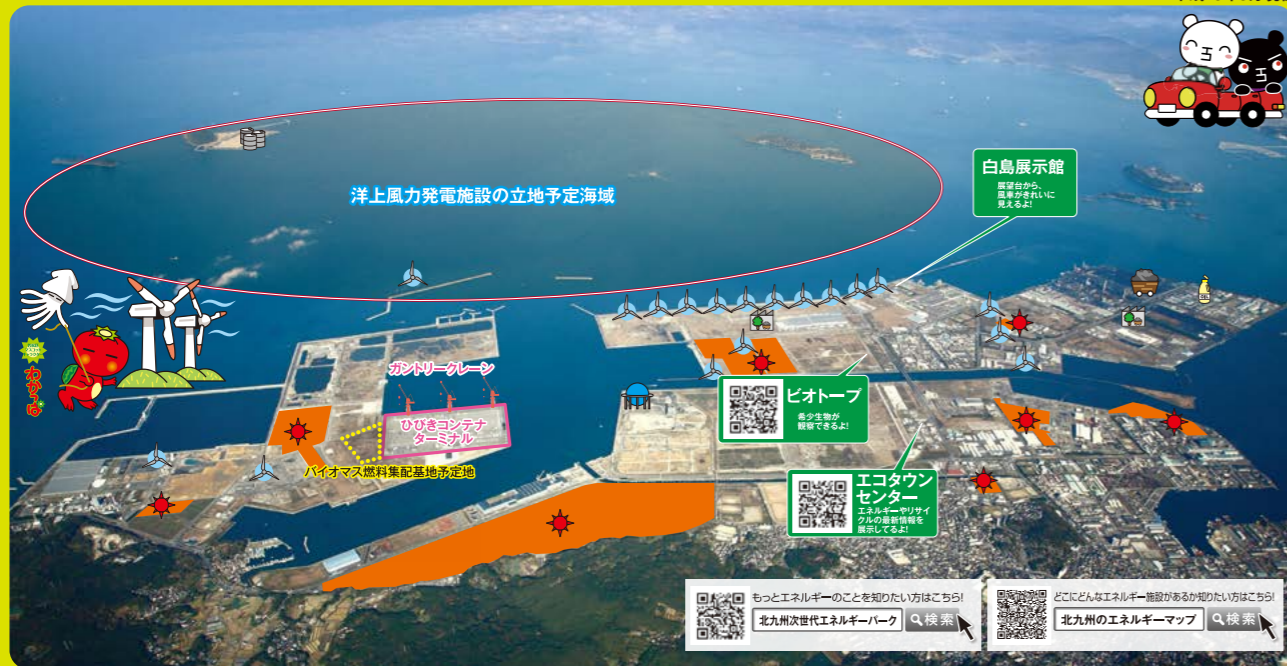 白島展示館
展望台から、
風車がきれいに
見えるよ!
洋上風力発電施設の立地予定海域
わかっぱ
ガントリークレーン
ひびきコンテナ
ターミナル
バイオマス燃料集配基地予定地
ビオトープ
希少生物が
観察できるよ!
エコタウン
センター
エネルギーやリサイ
クルの最新情報を
展示してるよ!
もっとエネルギーのことを知りたい方はこちら!
北九州次世代エネルギーパーク 検索
どこにどんなエネルギー施設があるか知りたい方はこちら!
北九州のエネルギーマップ 検索